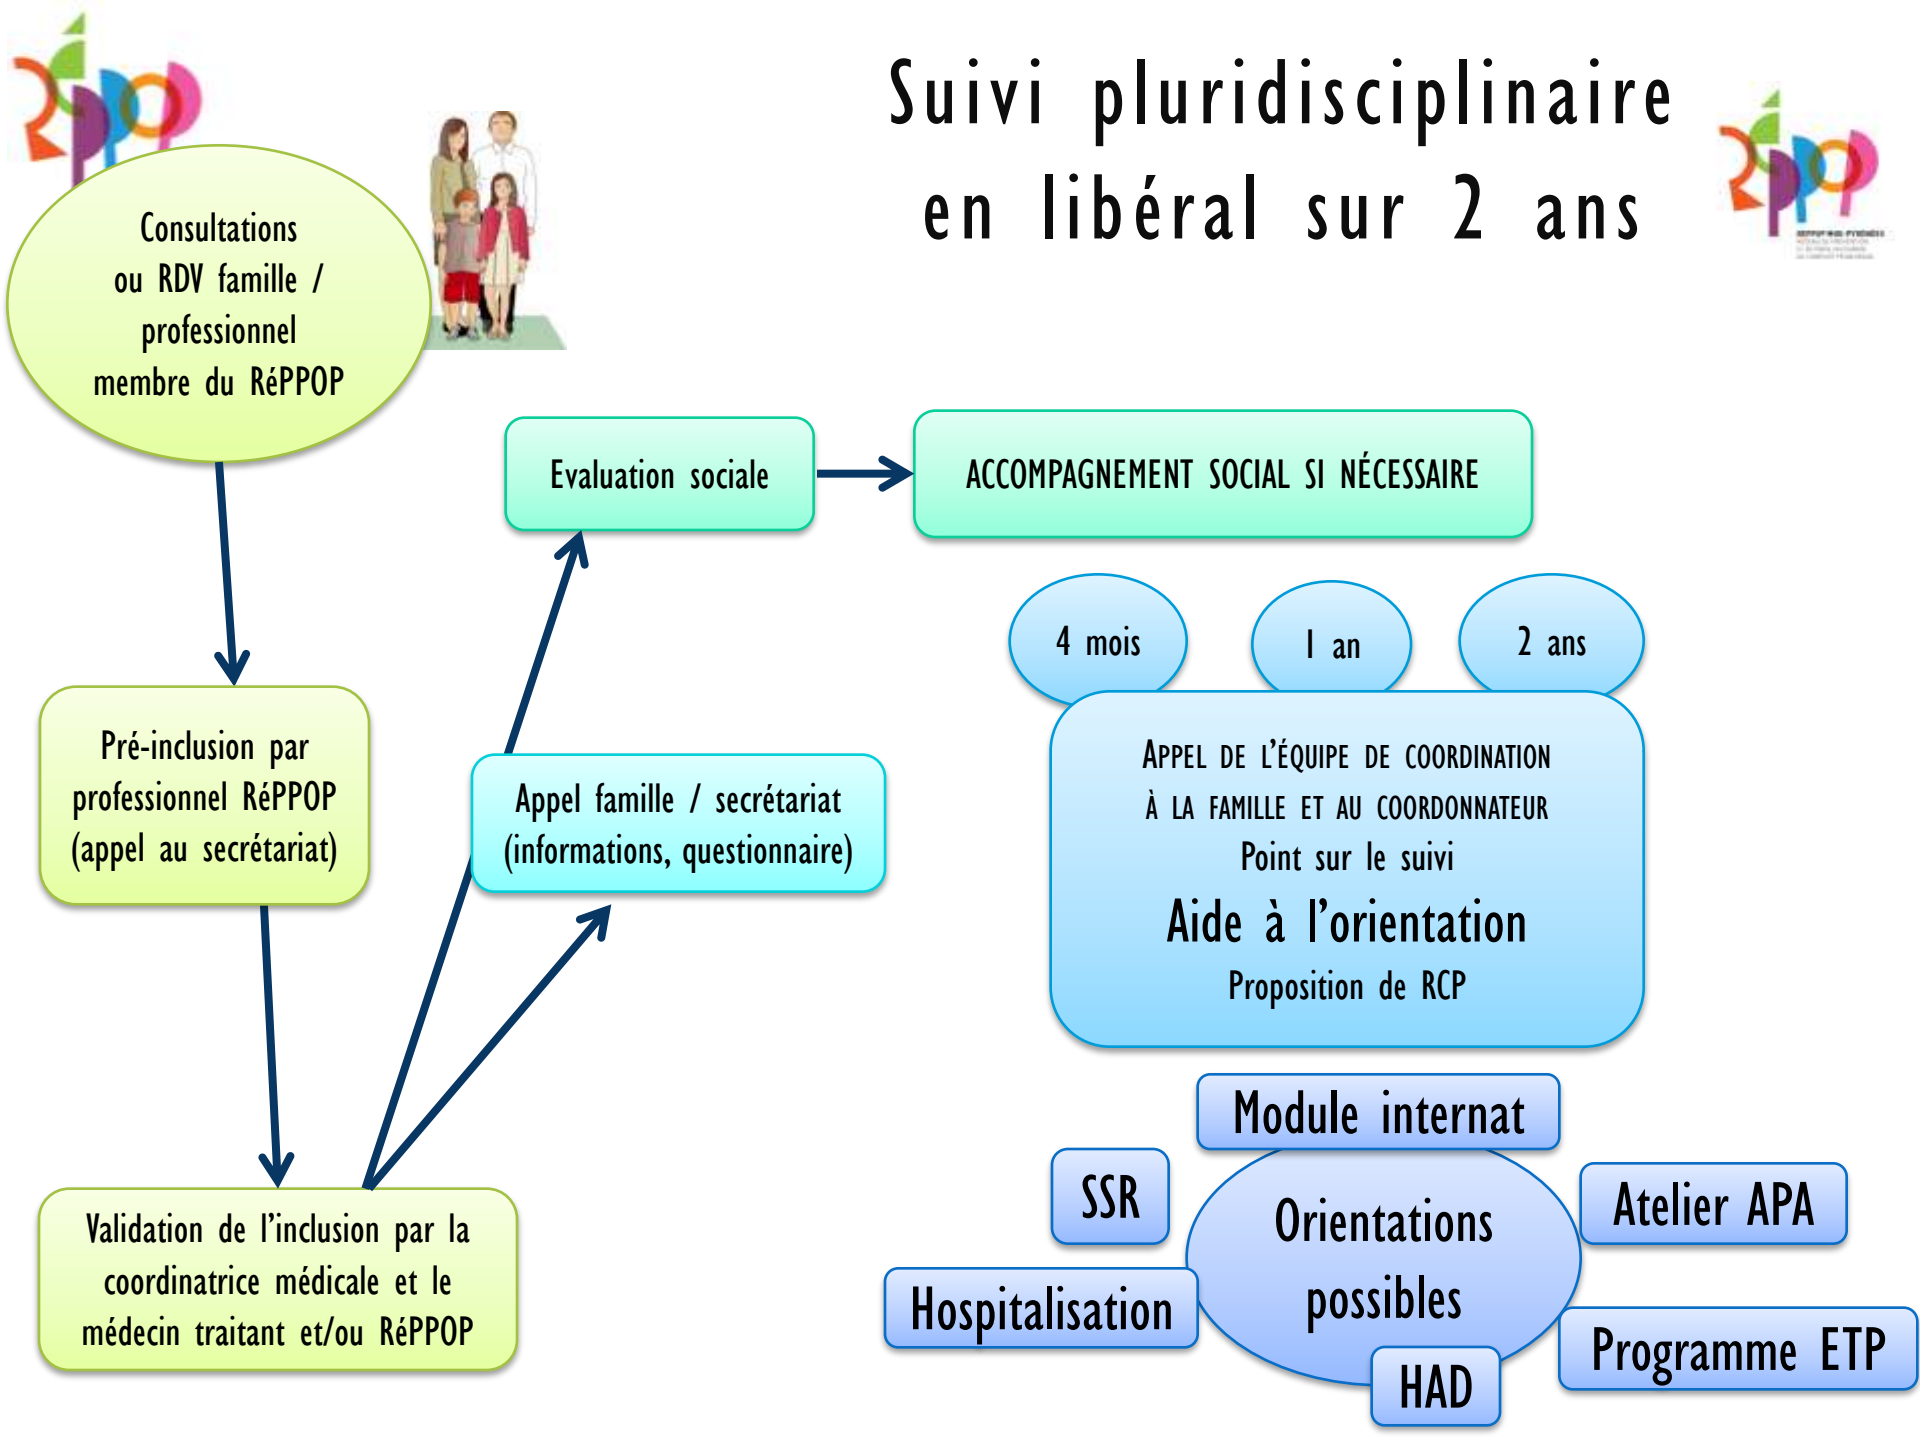 RéPPOP
Suivi pluridisciplinaire
en libéral sur 2 ans
RéPPOP
Consultations
ou RDV famille /
professionnel
membre du RéPPOP
Evaluation sociale
ACCOMPAGNEMENT SOCIAL SI NÉCESSAIRE
4 mois
1 an
2 ans
Pré-inclusion par
professionnel RéPPOP
(appel au secrétariat)
Appel famille / secrétariat
(informations, questionnaire)
APPEL DE L’ÉQUIPE DE COORDINATION
À LA FAMILLE ET AU COORDONNATEUR
Point sur le suivi
Aide à l’orientation
Proposition de RCP
Validation de l’inclusion par la
coordinatrice médicale et le
médecin traitant et/ou RéPPOP
Module internat
SSR
Atelier APA
Orientations
possibles
Hospitalisation
Programme ETP
HAD